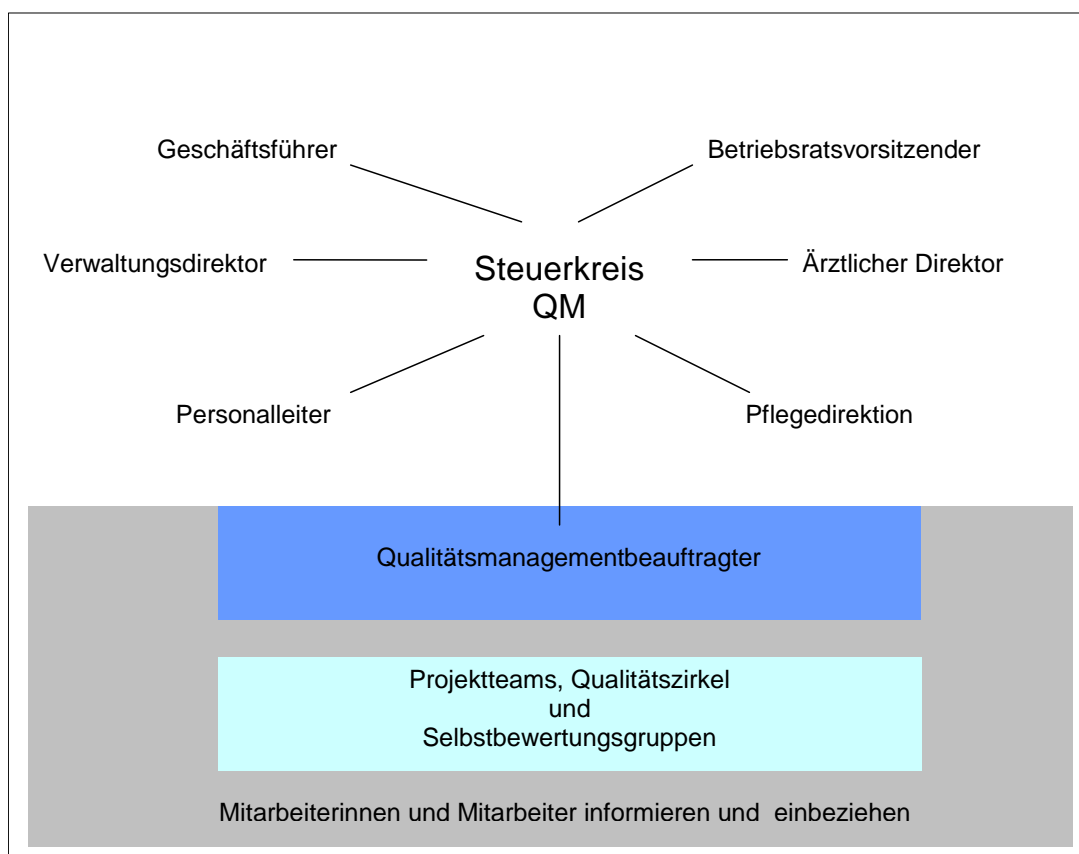 Geschäftsführer
Betriebsratsvorsitzender
Verwaltungsdirektor
Steuerkreis
QM
Ärztlicher Direktor
Personalleiter
Pflegedirektion
Qualitätsmanagementbeauftragter
Projektteams, Qualitätszirkel
und
Selbstbewertungsgruppen
Mitarbeiterinnen und Mitarbeiter informieren und  einbeziehen